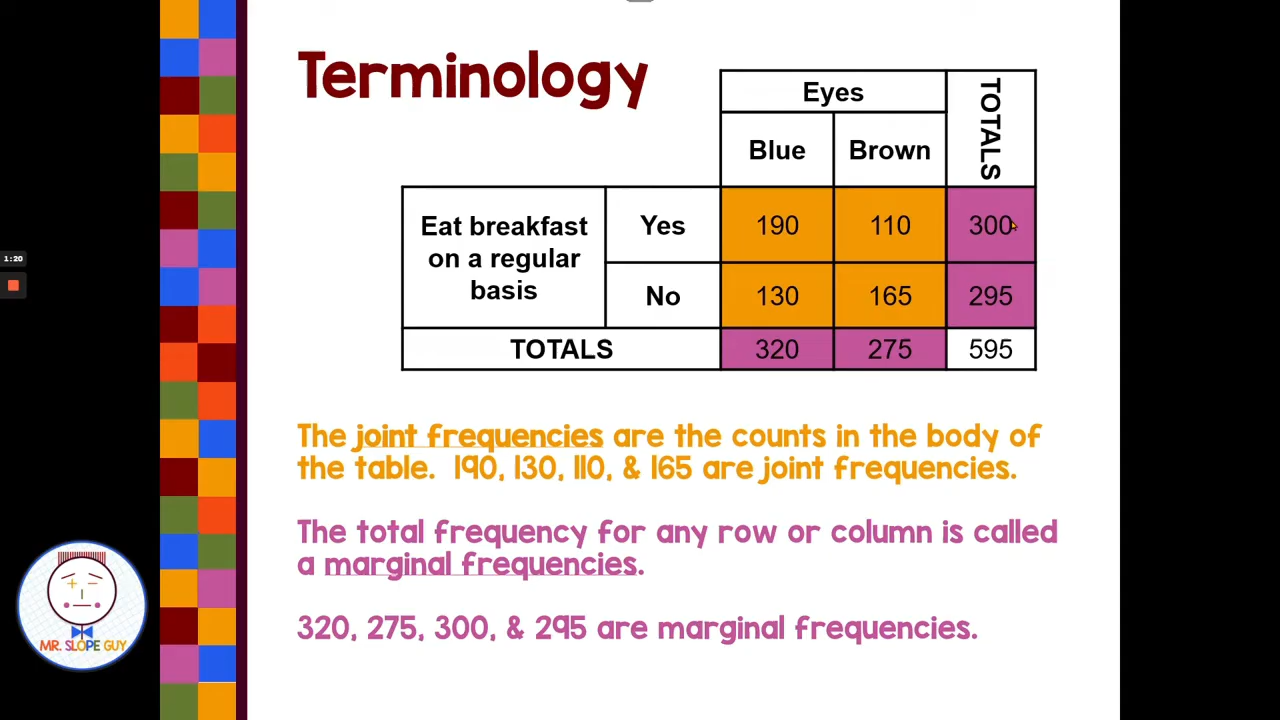 Terminology
Eyes
TOTALS
Blue Brown
Eat breakfast
on a regular
basis
Yes 190 110 300
No 130 165 295
TOTALS 320 275 595
1:20
The joint frequencies are the counts in the body of
the table. 190, 130, 110, & 165 are joint frequencies.
The total frequency for any row or column is called
a marginal frequencies.
320, 275, 300, & 295 are marginal frequencies.
MR. SLOPE GUY